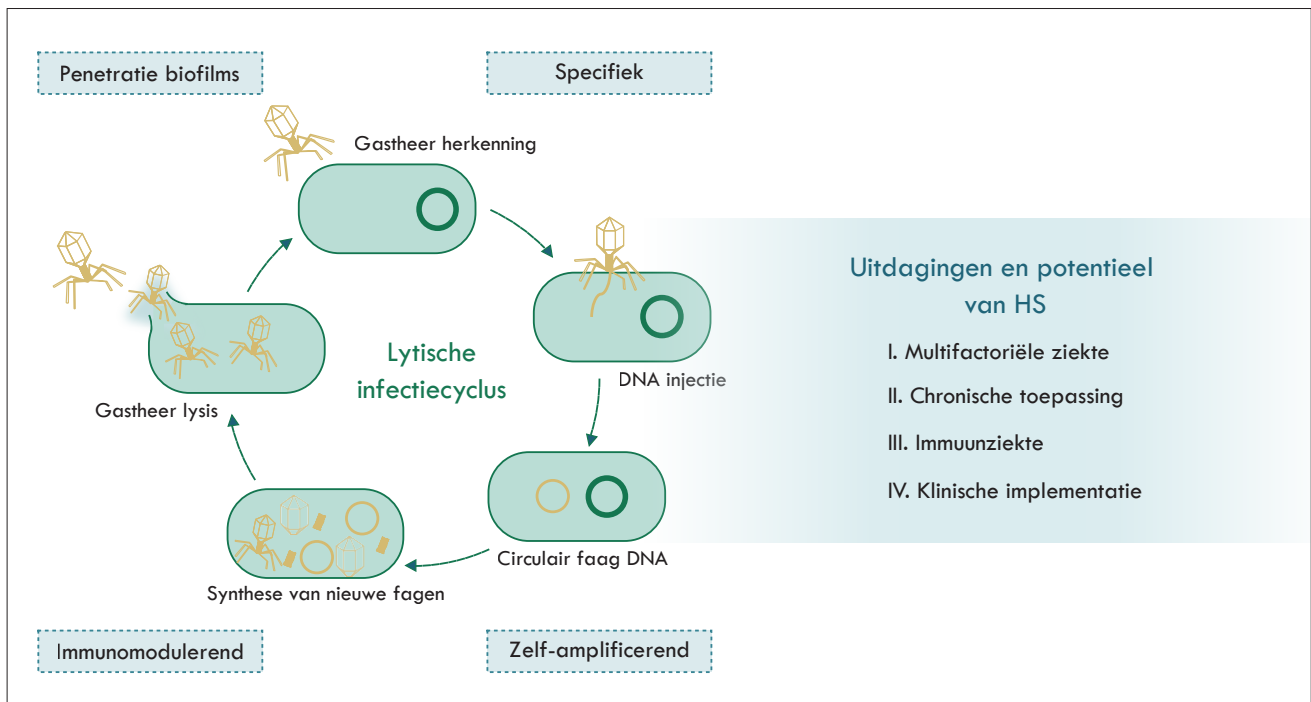 Penetratie biofilms
Specifiek
Gastheer herkenning
DNA injectie
Circulair faag DNA
Synthese van nieuwe fagen
Gastheer lysis
Lytische
infectiecyclus
Immunomodulerend
Zelf-amplificerend
Uitdagingen en potentieel
van HS
I. Multifactoriële ziekte
II. Chronische toepassing
III. Immuunziekte
IV. Klinische implementatie